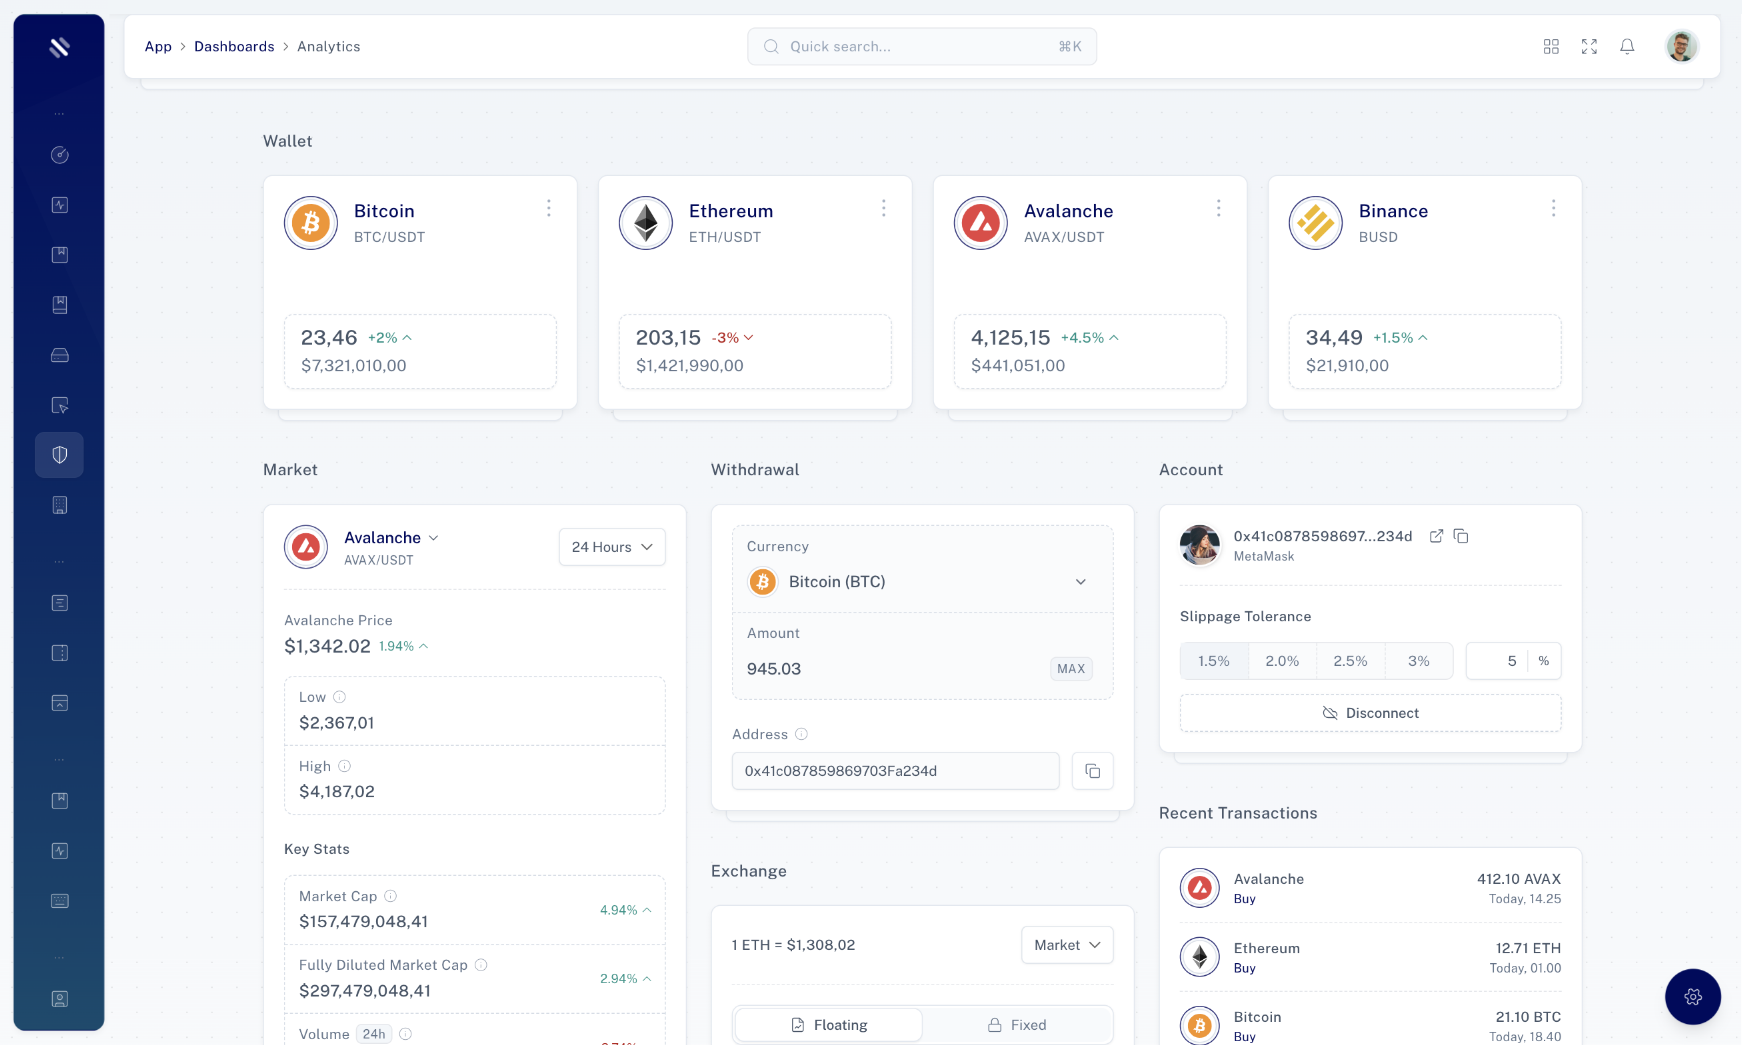 App > Dashboards > Analytics
Quick search...
⌘K
Wallet
Bitcoin
BTC/USDT
23,46 +2%
$7,321,010,00
Ethereum
ETH/USDT
203,15 -3%
$1,421,990,00
Avalanche
AVAX/USDT
4,125,15 +4.5%
$441,051,00
Binance
BUSD
34,49 +1.5%
$21,910,00
Market
Avalanche
AVAX/USDT
24 Hours
Avalanche Price
$1,342.02 1.94%
Low
$2,367,01
High
$4,187,02
Key Stats
Market Cap
$157,479,048,41
4.94%
Fully Diluted Market Cap
$297,479,048,41
2.94%
Volume 24h
Withdrawal
Currency
Bitcoin (BTC)
Amount
945.03
MAX
Address
0x41c087859869703Fa234d
Exchange
1 ETH = $1,308,02
Market
Floating
Fixed
Account
0x41c0878598697...234d
MetaMask
Slippage Tolerance
1.5% 2.0% 2.5% 3% 5 %
Disconnect
Recent Transactions
Avalanche
Buy
412.10 AVAX
Today, 14.25
Ethereum
Buy
12.71 ETH
Today, 01.00
Bitcoin
Buy
21.10 BTC
Today, 18.40